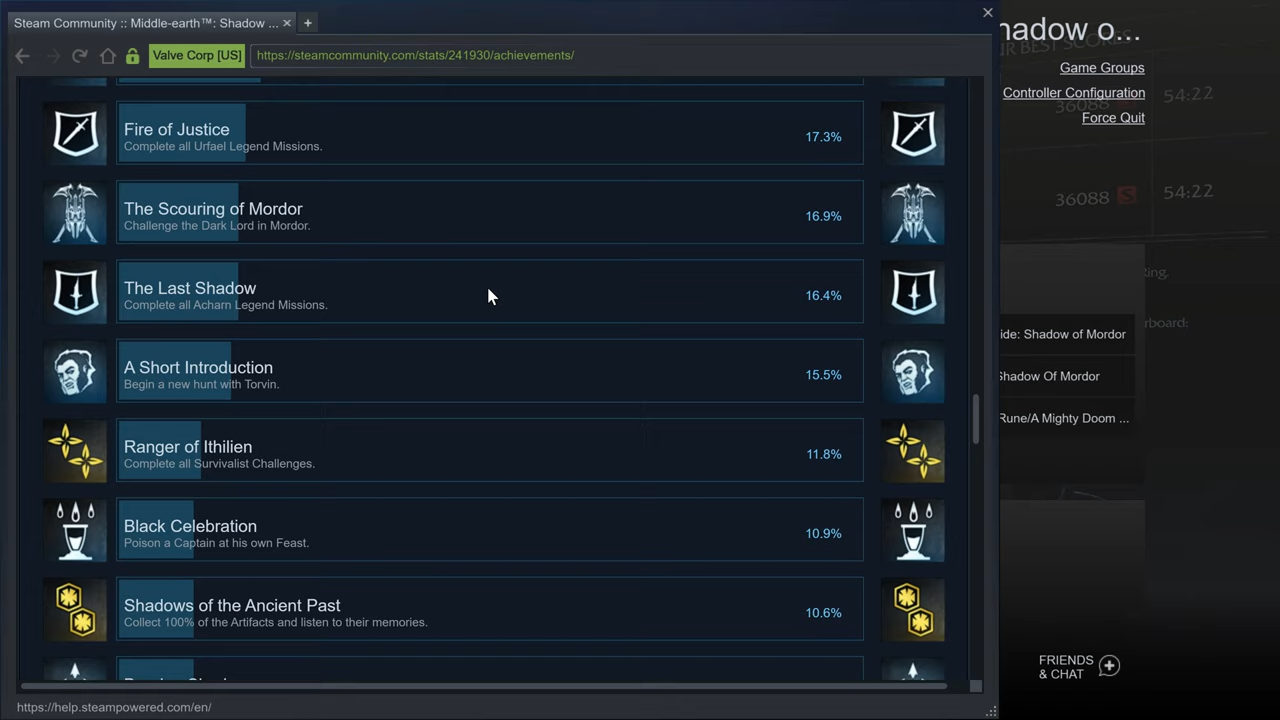 Steam Community :: Middle-earth™: Shadow ...
Valve Corp [US]
https://steamcommunity.com/stats/241930/achievements/
Fire of Justice
Complete all Urfael Legend Missions.
17.3%
The Scouring of Mordor
Challenge the Dark Lord in Mordor.
16.9%
The Last Shadow
Complete all Acharn Legend Missions.
16.4%
A Short Introduction
Begin a new hunt with Torvin.
15.5%
Ranger of Ithilien
Complete all Survivalist Challenges.
11.8%
Black Celebration
Poison a Captain at his own Feast.
10.9%
Shadows of the Ancient Past
Collect 100% of the Artifacts and listen to their memories.
10.6%
https://help.steampowered.com/en/
hadow o...
UR BEST SCORES
Game Groups
Controller Configuration
Force Quit
36088 S 54:22
36088 S 54:22
Ring.
rboard:
ide: Shadow of Mordor
Shadow Of Mordor
Rune/A Mighty Doom ...
FRIENDS
& CHAT